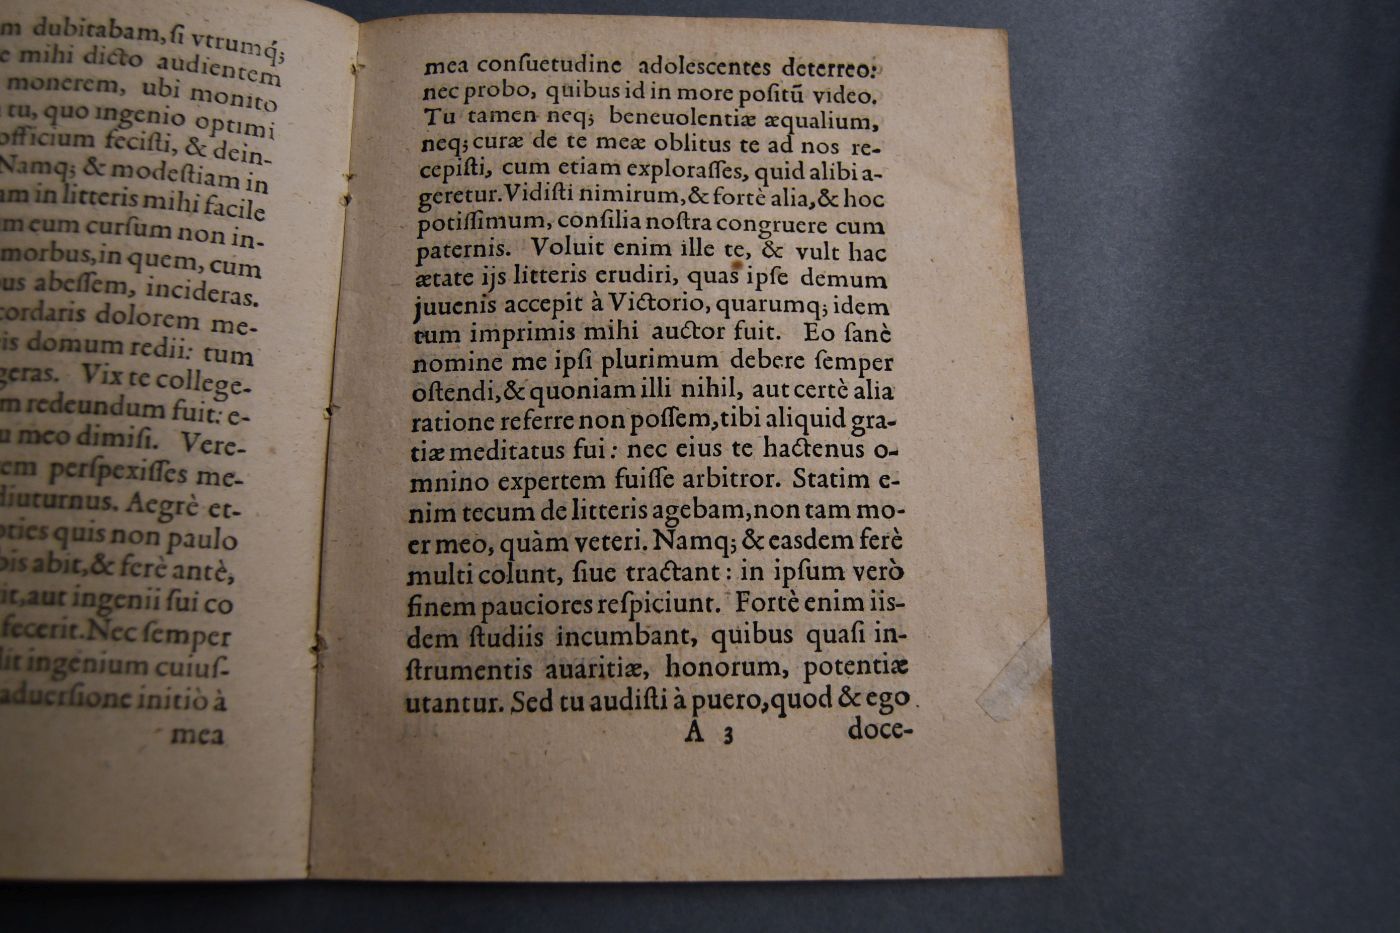 m dubitabam, ſi vtrumq́;
e mihi dicto audientem
monerem, ubi monito
tu, quo ingenio optimi
officium feciſti, & dein-
Namq; & modeſtiam in
am in litteris mihi facile
m eum curſum non in-
morbus, in quem, cum
us abeſſem, incideras.
cordaris dolorem me-
is domum redii: tum
geras. Vix te college-
m redeundum fuit: e-
u meo dimiſi. Vere-
em perſpexiſſes me-
diuturnus. Aegrè et-
oties quis non paulo
bis abit, & ferè antè,
it, aut ingenii ſui co
fecerit. Nec ſemper
lit ingenium cuiuſ-
aduerſione initiò à
mea
mea conſuetudine adolescentes deterreo:
nec probo, quibus id in more poſitũ video.
Tu tamen neq; beneuolentiæ æqualium,
neq; curæ de te meæ oblitus te ad nos re-
cepiſti, cum etiam exploraſſes, quid alibi a-
geretur. Vidiſti nimirum, & fortè alia, & hoc
potiſſimum, conſilia noſtra congruere cum
paternis. Voluit enim ille te, & vult hac
ætate ijs litteris erudiri, quas ipſe demum
juuenis accepit à Victorio, quarumq; idem
tum imprimis mihi auctor fuit. Eo ſanè
nomine me ipſi plurimum debere ſemper
oſtendi, & quoniam illi nihil, aut certè alia
ratione referre non poſſem, tibi aliquid gra-
tiæ meditatus fui: nec eius te hactenus o-
mnino expertem fuiſſe arbitror. Statim e-
nim tecum de litteris agebam, non tam mo-
er meo, quàm veteri. Namq; & easdem ferè
multi colunt, ſiue tractant: in ipſum verò
finem pauciores reſpiciunt. Fortè enim iis-
dem ſtudiis incumbant, quibus quaſi in-
ſtrumentis auaritiæ, honorum, potentiæ
utantur. Sed tu audiſti à puero, quod & ego
A 3 doce-